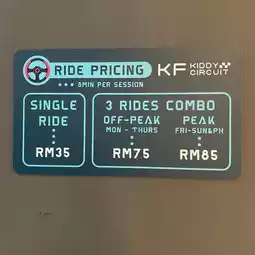 RIDE PRICING
8MIN PER SESSION
KF KIDDY CIRCUIT
SINGLE RIDE
RM35
3 RIDES COMBO
OFF-PEAK
MON - THURS
RM75
PEAK
FRI-SUN&PH
RM85